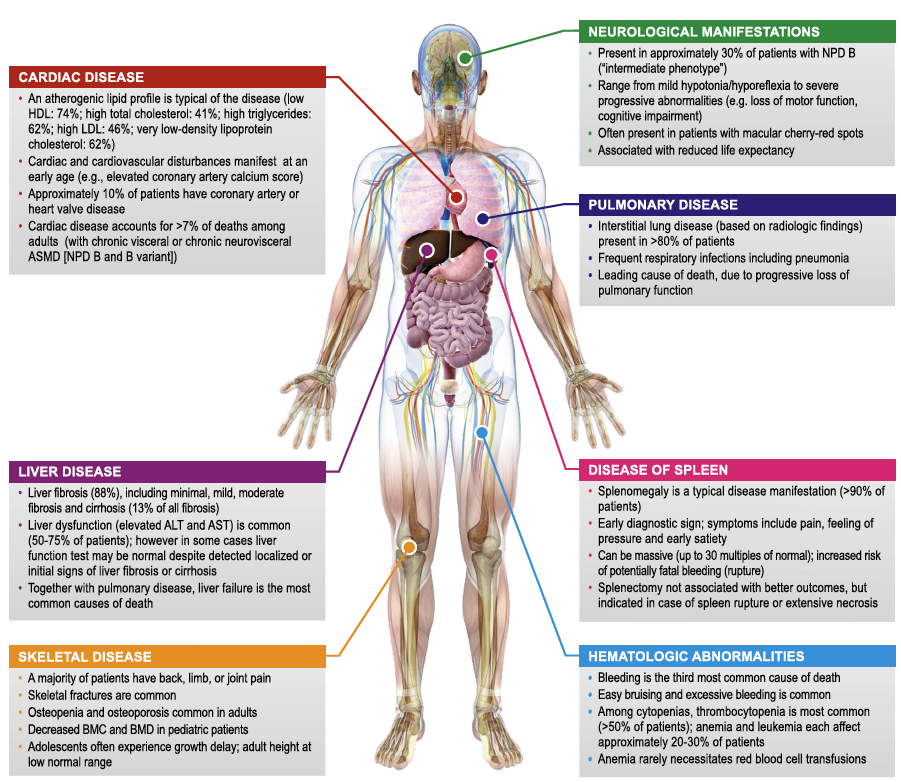 CARDIAC DISEASE
• An atherogenic lipid profile is typical of the disease (low
HDL: 74%; high total cholesterol: 41%; high triglycerides:
62%; high LDL: 46%; very low-density lipoprotein
cholesterol: 62%)
• Cardiac and cardiovascular disturbances manifest at an
early age (e.g., elevated coronary artery calcium score)
• Approximately 10% of patients have coronary artery or
heart valve disease
• Cardiac disease accounts for >7% of deaths among
adults (with chronic visceral or chronic neurovisceral
ASMD [NPD B and B variant])
LIVER DISEASE
• Liver fibrosis (88%), including minimal, mild, moderate
fibrosis and cirrhosis (13% of all fibrosis)
• Liver dysfunction (elevated ALT and AST) is common
(50-75% of patients); however in some cases liver
function test may be normal despite detected localized or
initial signs of liver fibrosis or cirrhosis
• Together with pulmonary disease, liver failure is the most
common causes of death
SKELETAL DISEASE
• A majority of patients have back, limb, or joint pain
• Skeletal fractures are common
• Osteopenia and osteoporosis common in adults
• Decreased BMC and BMD in pediatric patients
• Adolescents often experience growth delay; adult height at
low normal range
NEUROLOGICAL MANIFESTATIONS
• Present in approximately 30% of patients with NPD B
("intermediate phenotype")
• Range from mild hypotonia/hyporeflexia to severe
progressive abnormalities (e.g. loss of motor function,
cognitive impairment)
• Often present in patients with macular cherry-red spots
• Associated with reduced life expectancy
PULMONARY DISEASE
• Interstitial lung disease (based on radiologic findings)
present in >80% of patients
• Frequent respiratory infections including pneumonia
• Leading cause of death, due to progressive loss of
pulmonary function
DISEASE OF SPLEEN
• Splenomegaly is a typical disease manifestation (>90% of
patients)
• Early diagnostic sign; symptoms include pain, feeling of
pressure and early satiety
• Can be massive (up to 30 multiples of normal); increased risk
of potentially fatal bleeding (rupture)
• Splenectomy not associated with better outcomes, but
indicated in case of spleen rupture or extensive necrosis
HEMATOLOGIC ABNORMALITIES
• Bleeding is the third most common cause of death
• Easy bruising and excessive bleeding is common
• Among cytopenias, thrombocytopenia is most common
(>50% of patients); anemia and leukemia each affect
approximately 20-30% of patients
• Anemia rarely necessitates red blood cell transfusions